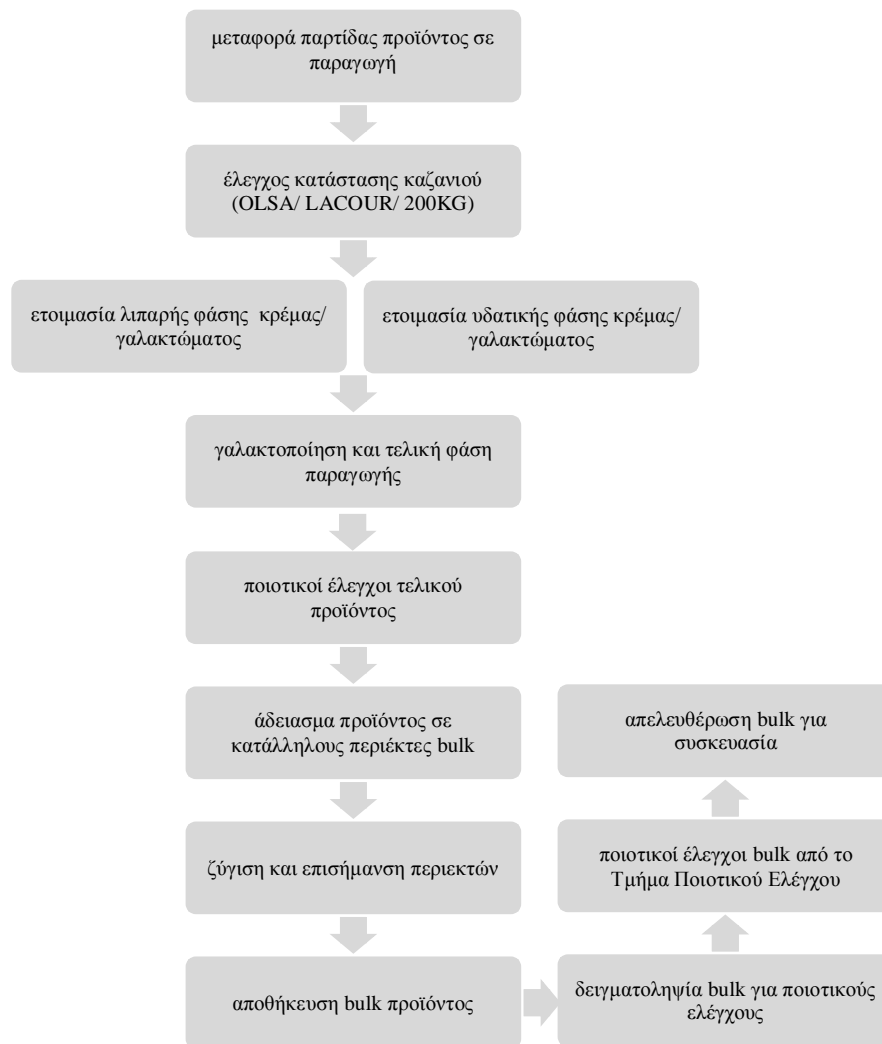 μεταφορά παρτίδας προϊόντος σε
παραγωγή
έλεγχος κατάστασης καζανιού
(OLSA/ LACOUR/ 200KG)
ετοιμασία λιπαρής φάσης κρέμας/
γαλακτώματος
ετοιμασία υδατικής φάσης κρέμας/
γαλακτώματος
γαλακτοποίηση και τελική φάση
παραγωγής
ποιοτικοί έλεγχοι τελικού
προϊόντος
άδειασμα προϊόντος σε
κατάλληλους περιέκτες bulk
ζύγιση και επισήμανση περιεκτών
αποθήκευση bulk προϊόντος
δειγματοληψία bulk για ποιοτικούς
ελέγχους
ποιοτικοί έλεγχοι bulk από το
Τμήμα Ποιοτικού Ελέγχου
απελευθέρωση bulk για
συσκευασία